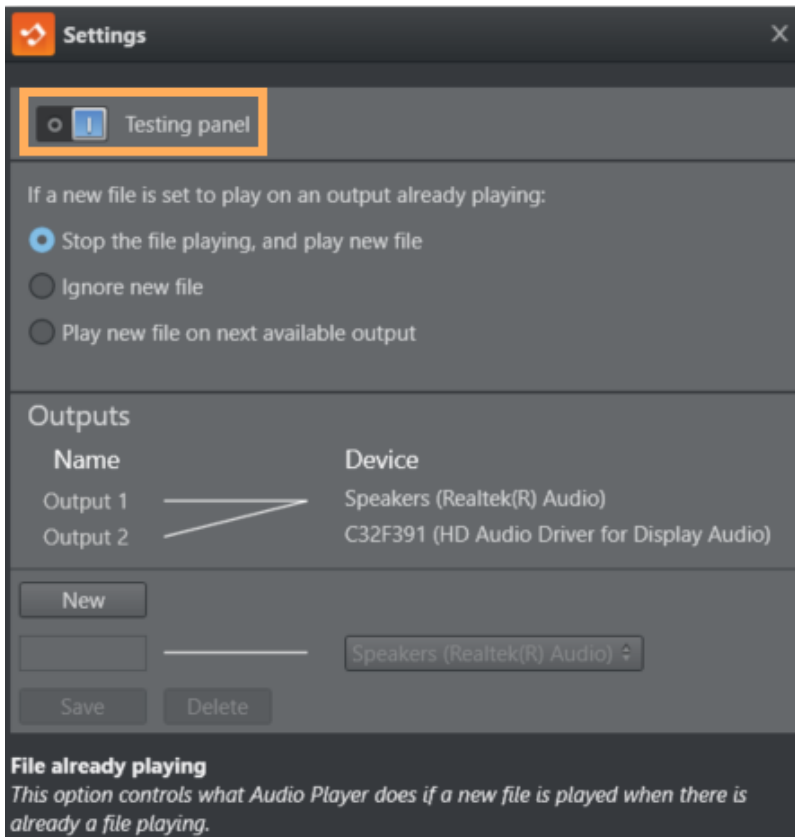 Settings
Testing panel
If a new file is set to play on an output already playing:
Stop the file playing, and play new file
Ignore new file
Play new file on next available output
Outputs
Name Device
Output 1 Speakers (Realtek(R) Audio)
Output 2 C32F391 (HD Audio Driver for Display Audio)
New
Speakers (Realtek(R) Audio)
Save Delete
File already playing
This option controls what Audio Player does if a new file is played when there is
already a file playing.